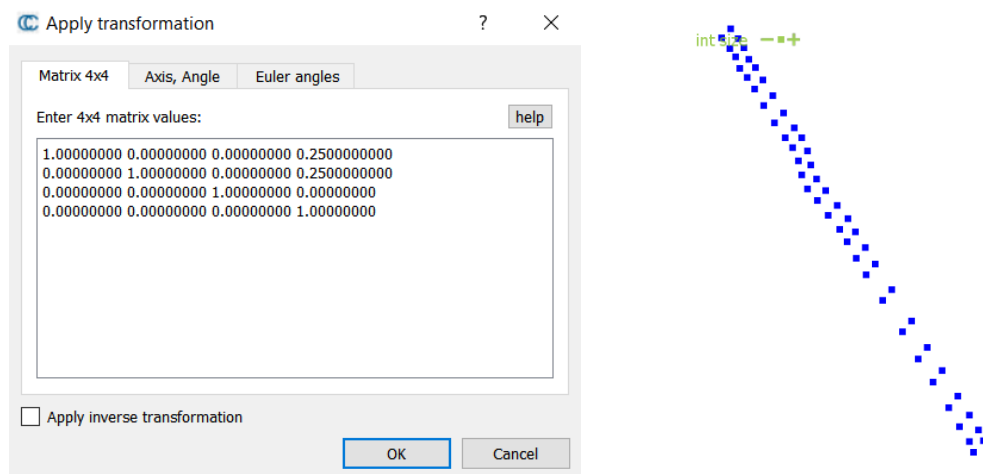 Apply transformation ?
Matrix 4x4 Axis, Angle Euler angles
Enter 4x4 matrix values: help
1.00000000 0.00000000 0.00000000 0.2500000000
0.00000000 1.00000000 0.00000000 0.2500000000
0.00000000 0.00000000 1.00000000 0.00000000
0.00000000 0.00000000 0.00000000 1.00000000
Apply inverse transformation
OK Cancel
int size